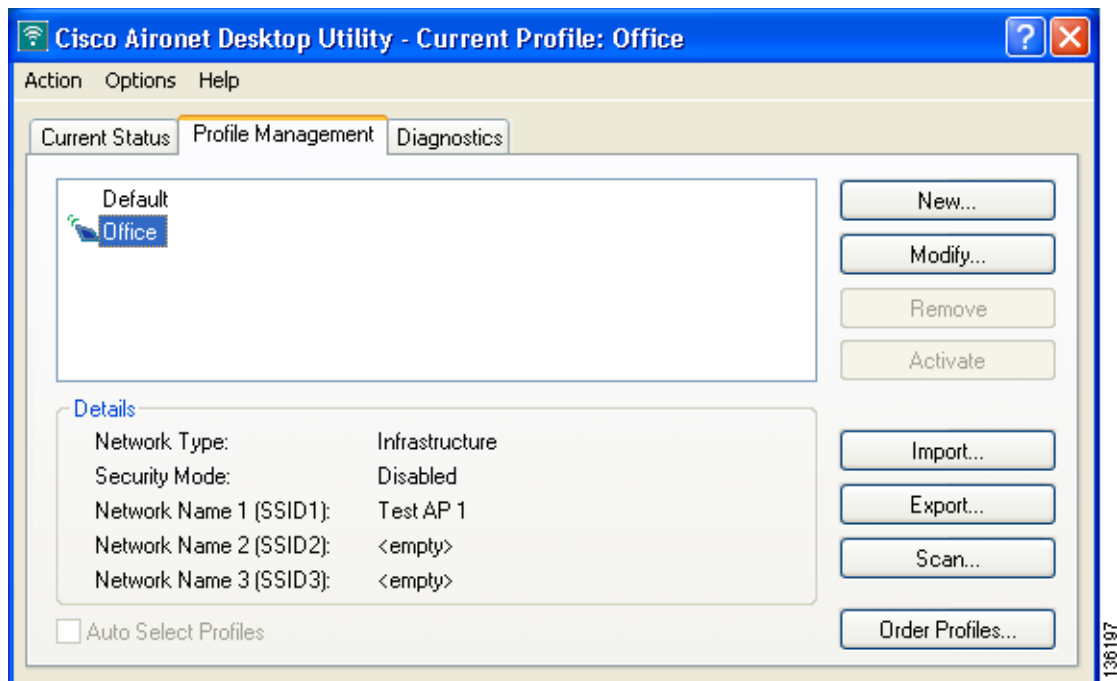 Cisco Aironet Desktop Utility - Current Profile: Office
Action Options Help
Current Status Profile Management Diagnostics
Default
Office
New...
Modify...
Remove
Activate
Details
Network Type: Infrastructure
Security Mode: Disabled
Network Name 1 (SSID1): Test AP 1
Network Name 2 (SSID2): <empty>
Network Name 3 (SSID3): <empty>
Import...
Export...
Scan...
Auto Select Profiles
Order Profiles...
136197